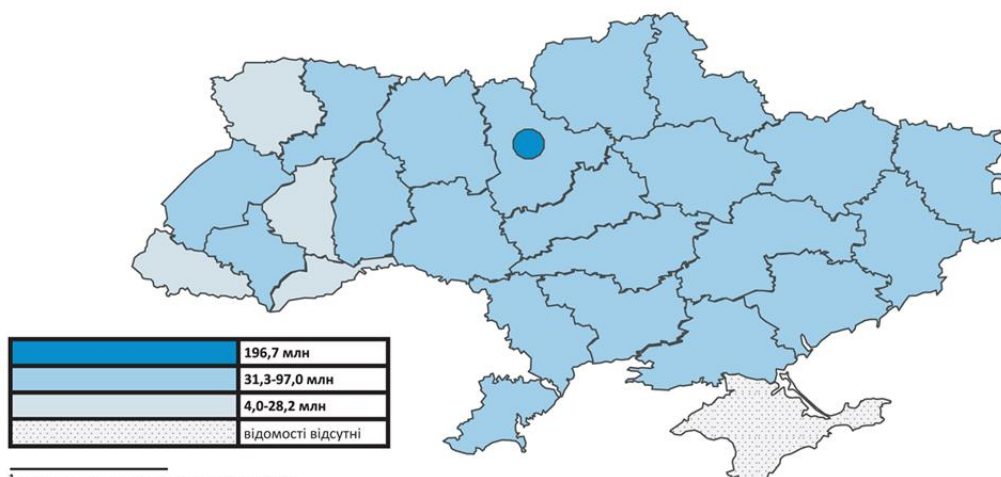 196,7 млн
31,3-97,0 млн
4,0-28,2 млн
відомості відсутні